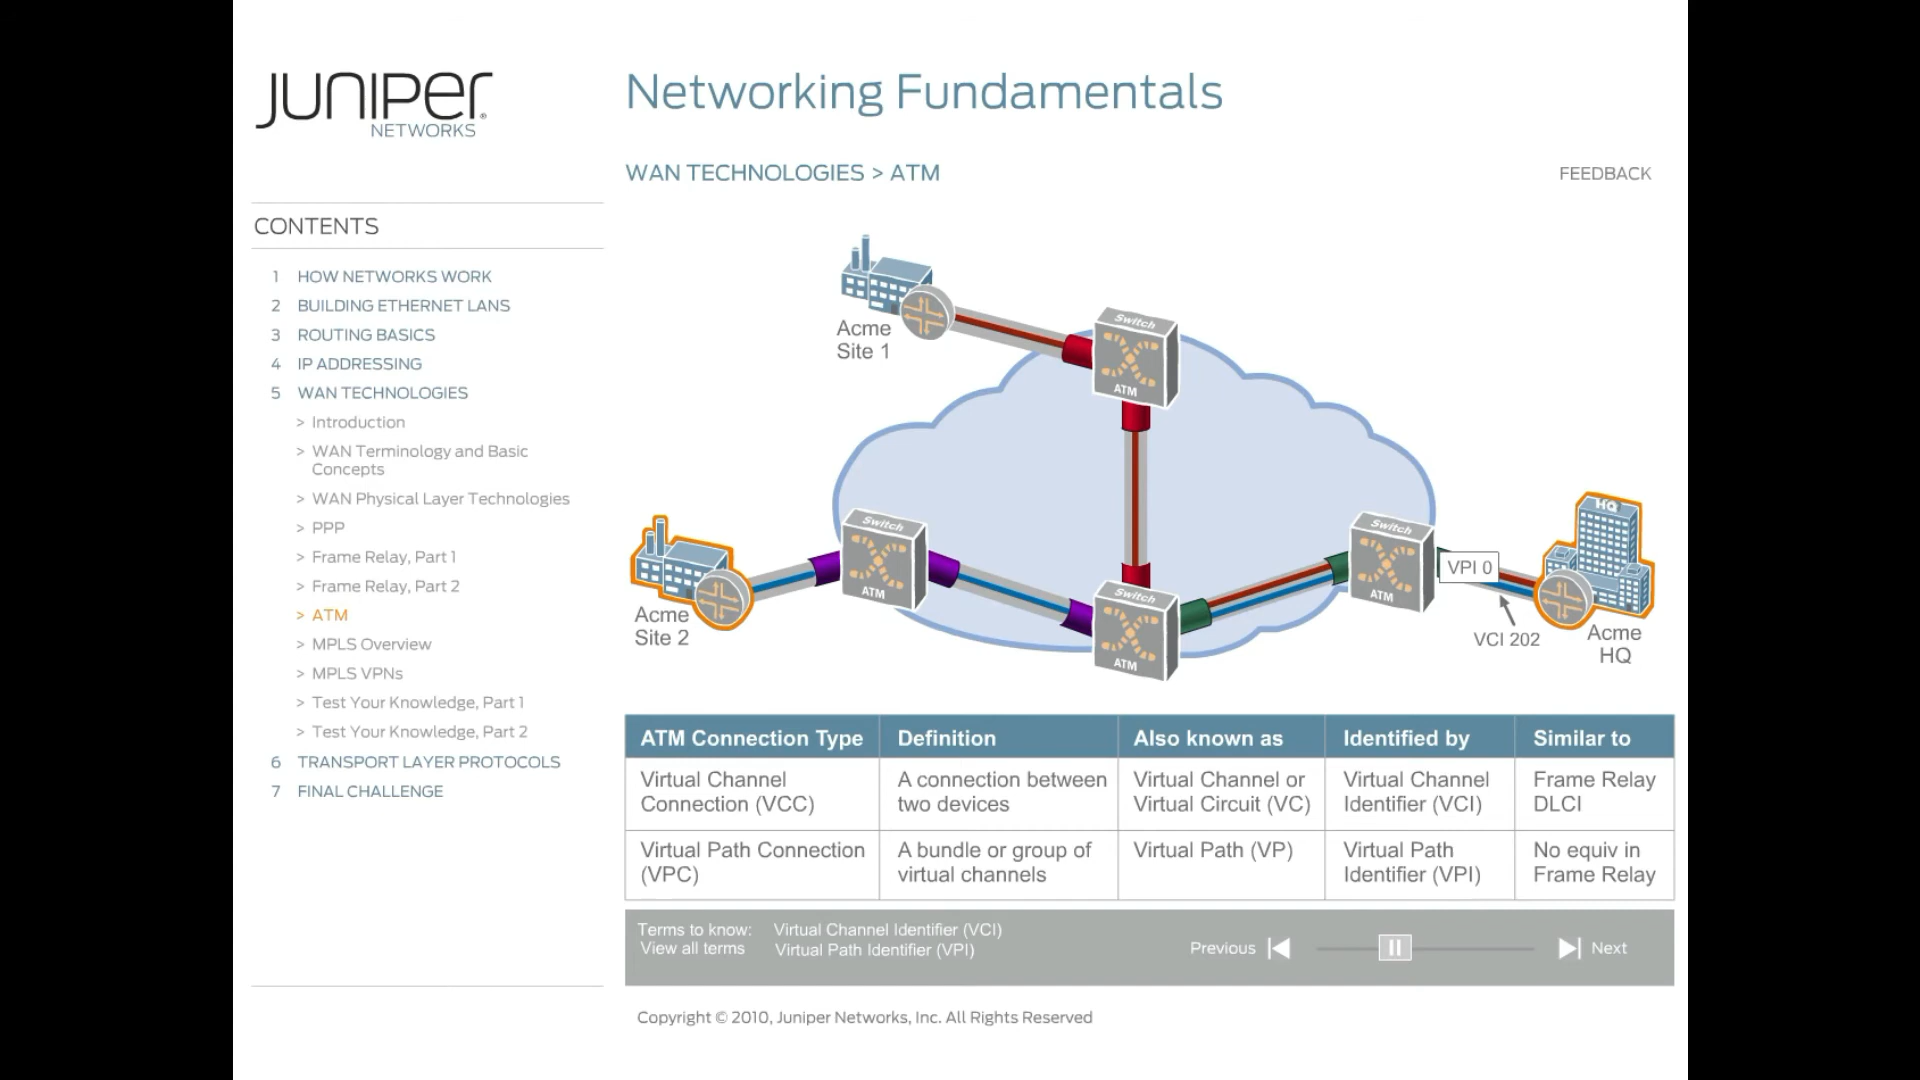 JUNIPER
NETWORKS
Networking Fundamentals
WAN TECHNOLOGIES > ATM
FEEDBACK
CONTENTS
1 HOW NETWORKS WORK
2 BUILDING ETHERNET LANS
3 ROUTING BASICS
4 IP ADDRESSING
5 WAN TECHNOLOGIES
> Introduction
> WAN Terminology and Basic
Concepts
> WAN Physical Layer Technologies
> PPP
> Frame Relay, Part 1
> Frame Relay, Part 2
> ATM
> MPLS Overview
> MPLS VPNs
> Test Your Knowledge, Part 1
> Test Your Knowledge, Part 2
6 TRANSPORT LAYER PROTOCOLS
7 FINAL CHALLENGE
Acme
Site 1
Switch
ATM
Acme
Site 2
Switch
ATM
Switch
ATM
Switch
ATM
VPI 0
VCI 202
HQ
Acme
HQ
ATM Connection Type Definition Also known as Identified by Similar to
Virtual Channel A connection between Virtual Channel or Virtual Channel Frame Relay
Connection (VCC) two devices Virtual Circuit (VC) Identifier (VCI) DLCI
Virtual Path Connection A bundle or group of Virtual Path (VP) Virtual Path No equiv in
(VPC) virtual channels Identifier (VPI) Frame Relay
Terms to know: Virtual Channel Identifier (VCI)
View all terms Virtual Path Identifier (VPI)
Previous Next
Copyright © 2010, Juniper Networks, Inc. All Rights Reserved